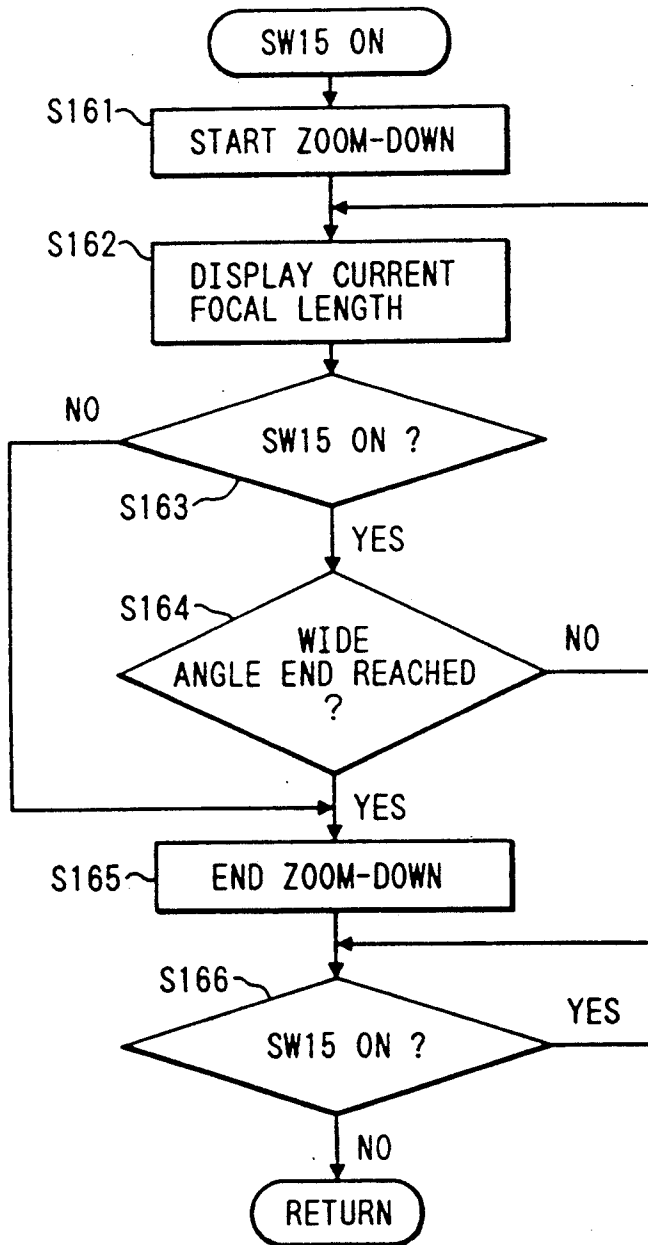 SW15 ON
S161
START ZOOM-DOWN
S162
DISPLAY CURRENT
FOCAL LENGTH
NO
SW15 ON ?
S163
YES
S164
WIDE
ANGLE END REACHED
?
NO
YES
S165
END ZOOM-DOWN
S166
SW15 ON ?
YES
NO
RETURN